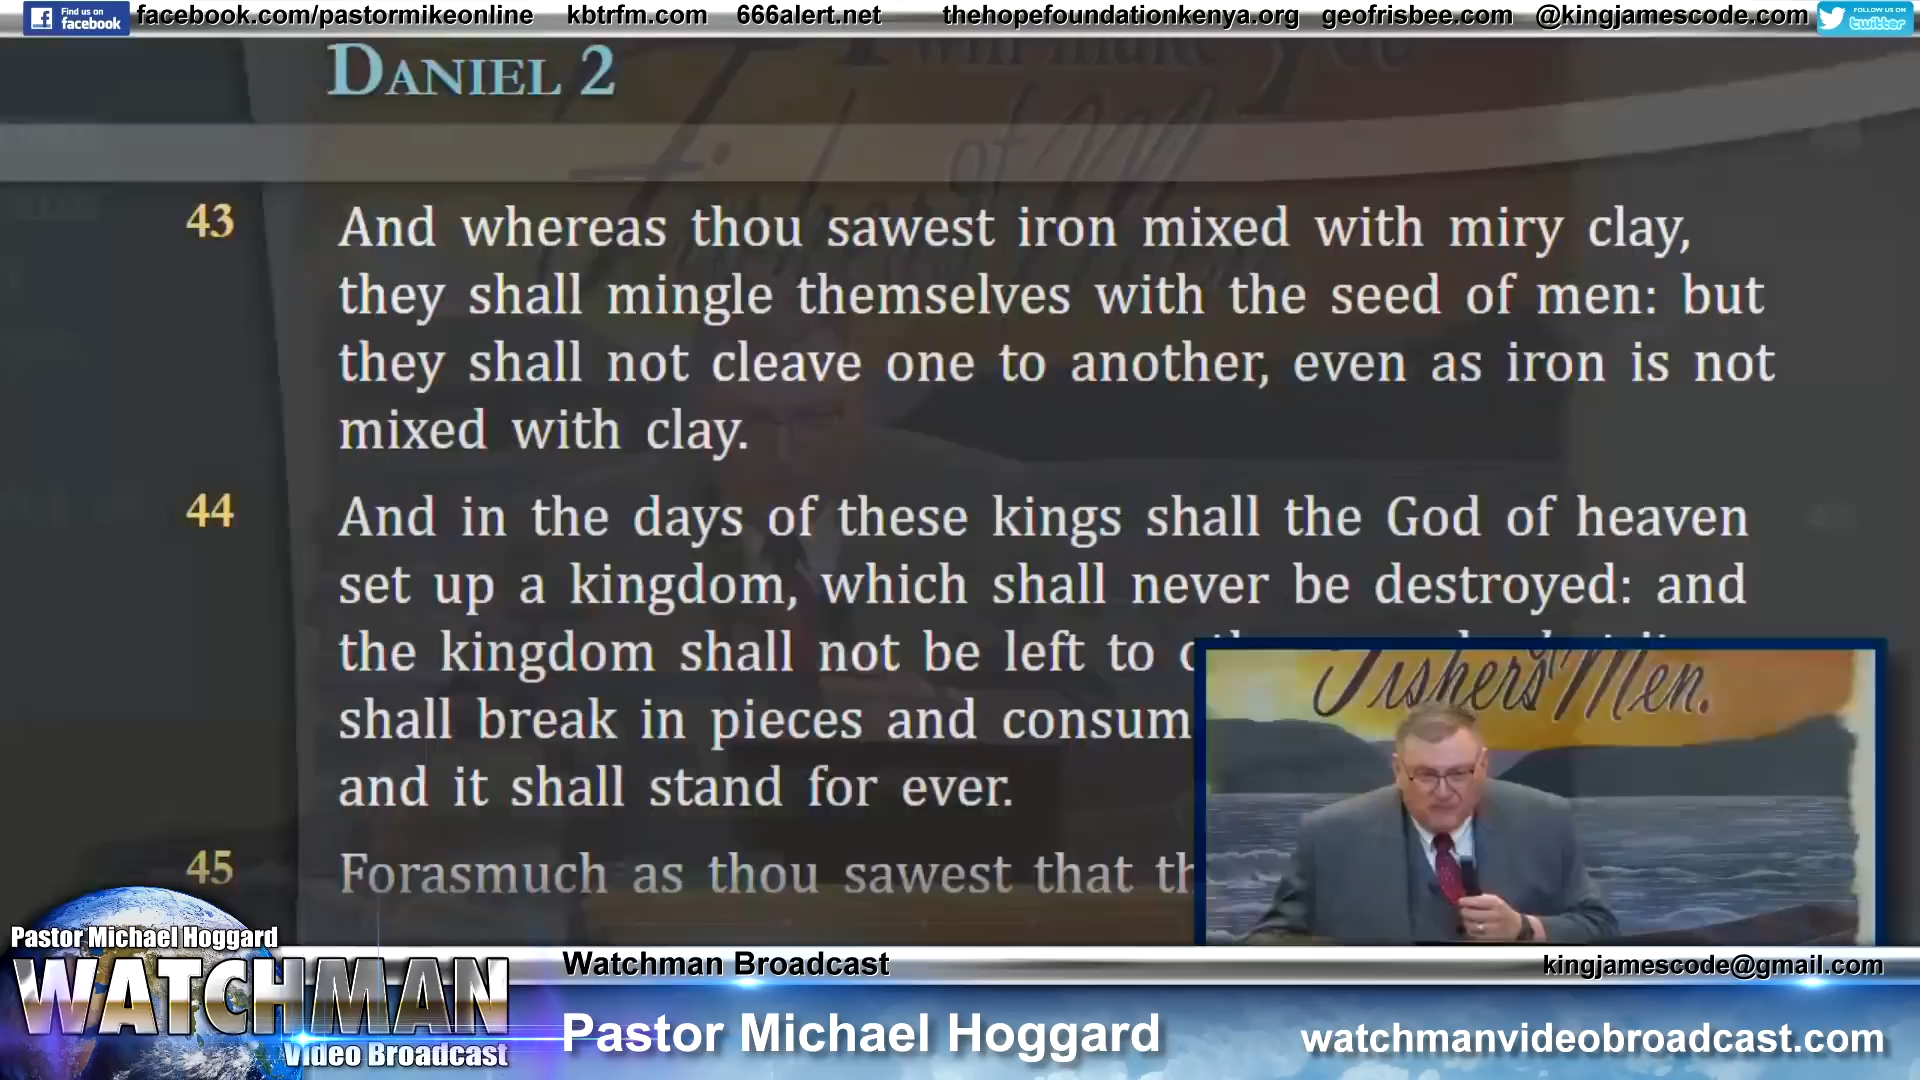 Find us on
facebook
facebook.com/pastormikeonline kbtrfm.com 666alert.net thehopefoundationkenya.org geofrisbee.com @kingjamescode.com
FOLLOW US ON
twitter
DANIEL 2
43 And whereas thou sawest iron mixed with miry clay,
they shall mingle themselves with the seed of men: but
they shall not cleave one to another, even as iron is not
mixed with clay.
44 And in the days of these kings shall the God of heaven
set up a kingdom, which shall never be destroyed: and
the kingdom shall not be left to
shall break in pieces and consum
and it shall stand for ever.
45 Forasmuch as thou sawest that th
Fishers of Men.
Pastor Michael Hoggard
WATCHMAN
Video Broadcast
Watchman Broadcast
kingjamescode@gmail.com
Pastor Michael Hoggard
watchmanvideobroadcast.com